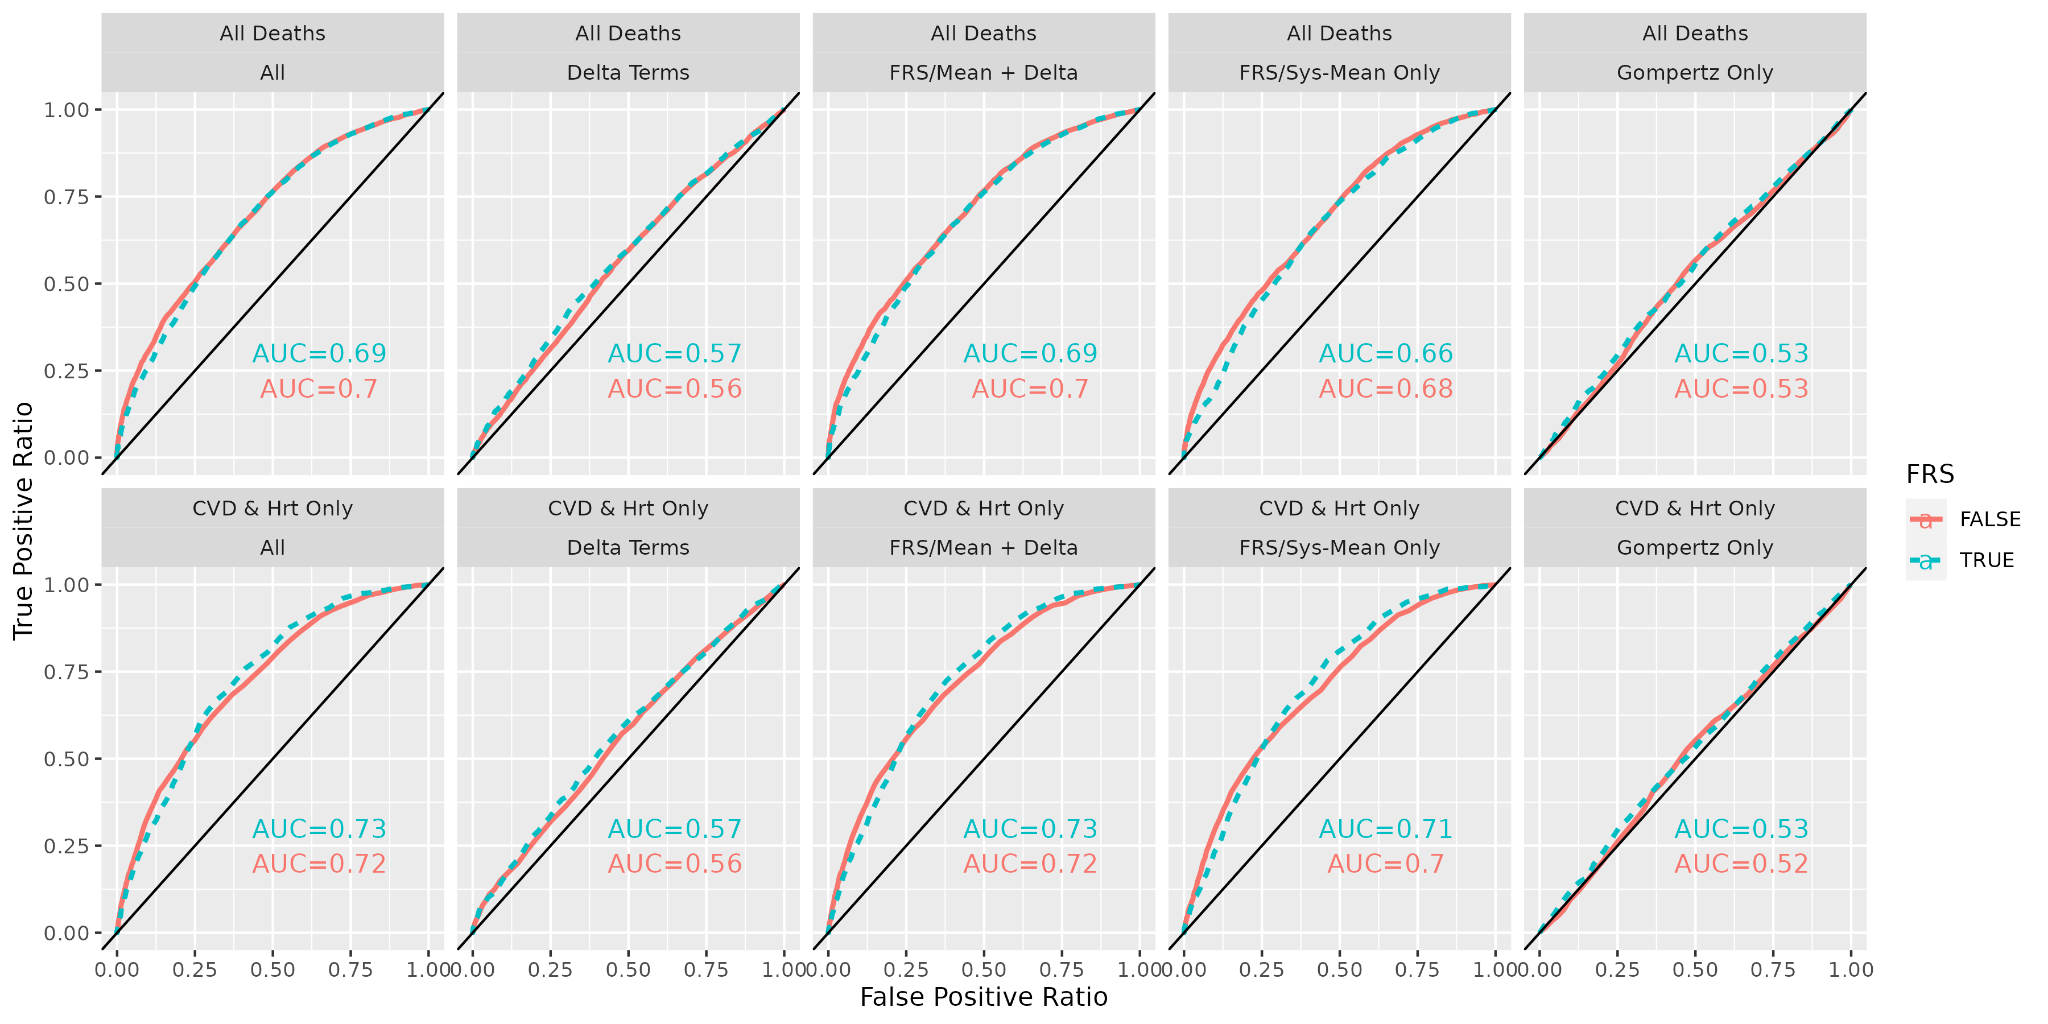 All Deaths All Deaths All Deaths All Deaths All Deaths
All Delta Terms FRS/Mean + Delta FRS/Sys-Mean Only Gompertz Only
1.00
0.75
0.50
0.25
0.00
AUC=0.69 AUC=0.57 AUC=0.69 AUC=0.66 AUC=0.53
AUC=0.7 AUC=0.56 AUC=0.7 AUC=0.68 AUC=0.53
True Positive Ratio
CVD & Hrt Only CVD & Hrt Only CVD & Hrt Only CVD & Hrt Only CVD & Hrt Only
All Delta Terms FRS/Mean + Delta FRS/Sys-Mean Only Gompertz Only
1.00
0.75
0.50
0.25
0.00
AUC=0.73 AUC=0.57 AUC=0.73 AUC=0.71 AUC=0.53
AUC=0.72 AUC=0.56 AUC=0.72 AUC=0.7 AUC=0.52
0.00 0.25 0.50 0.75 1.00 0.00 0.25 0.50 0.75 1.00 0.00 0.25 0.50 0.75 1.00 0.00 0.25 0.50 0.75 1.00 0.00 0.25 0.50 0.75 1.00
False Positive Ratio
FRS
a FALSE
a TRUE